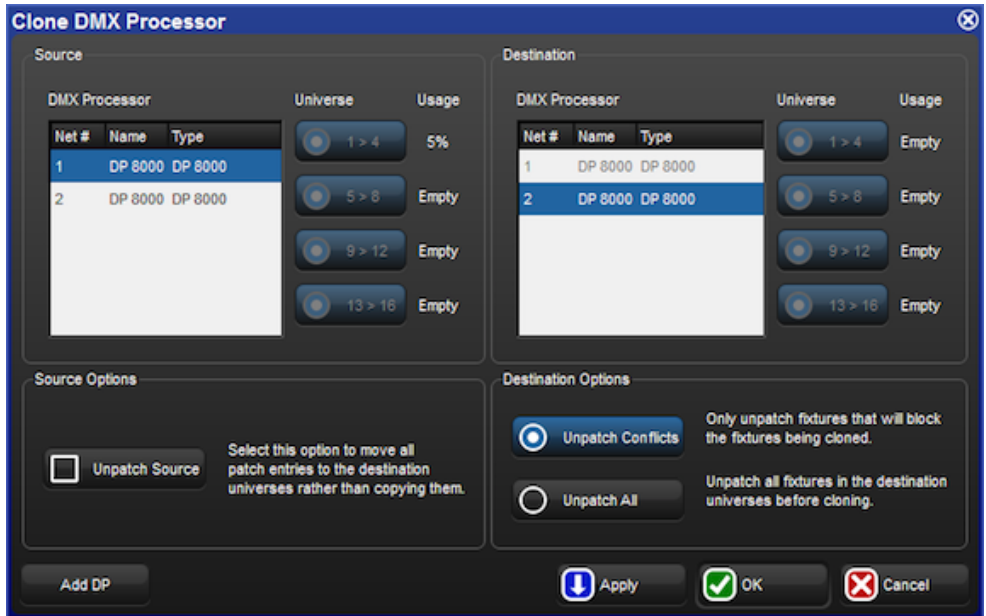 Clone DMX Processor
Source
DMX Processor Universe Usage
Net # Name Type
1 DP 8000 DP 8000
2 DP 8000 DP 8000
1 > 4 5%
5 > 8 Empty
9 > 12 Empty
13 > 16 Empty
Destination
DMX Processor Universe Usage
Net # Name Type
1 DP 8000 DP 8000
2 DP 8000 DP 8000
1 > 4 Empty
5 > 8 Empty
9 > 12 Empty
13 > 16 Empty
Source Options
Unpatch Source
Select this option to move all
patch entries to the destination
universes rather than copying them.
Destination Options
Unpatch Conflicts
Only unpatch fixtures that will block
the fixtures being cloned.
Unpatch All
Unpatch all fixtures in the destination
universes before cloning.
Add DP
Apply
OK
Cancel